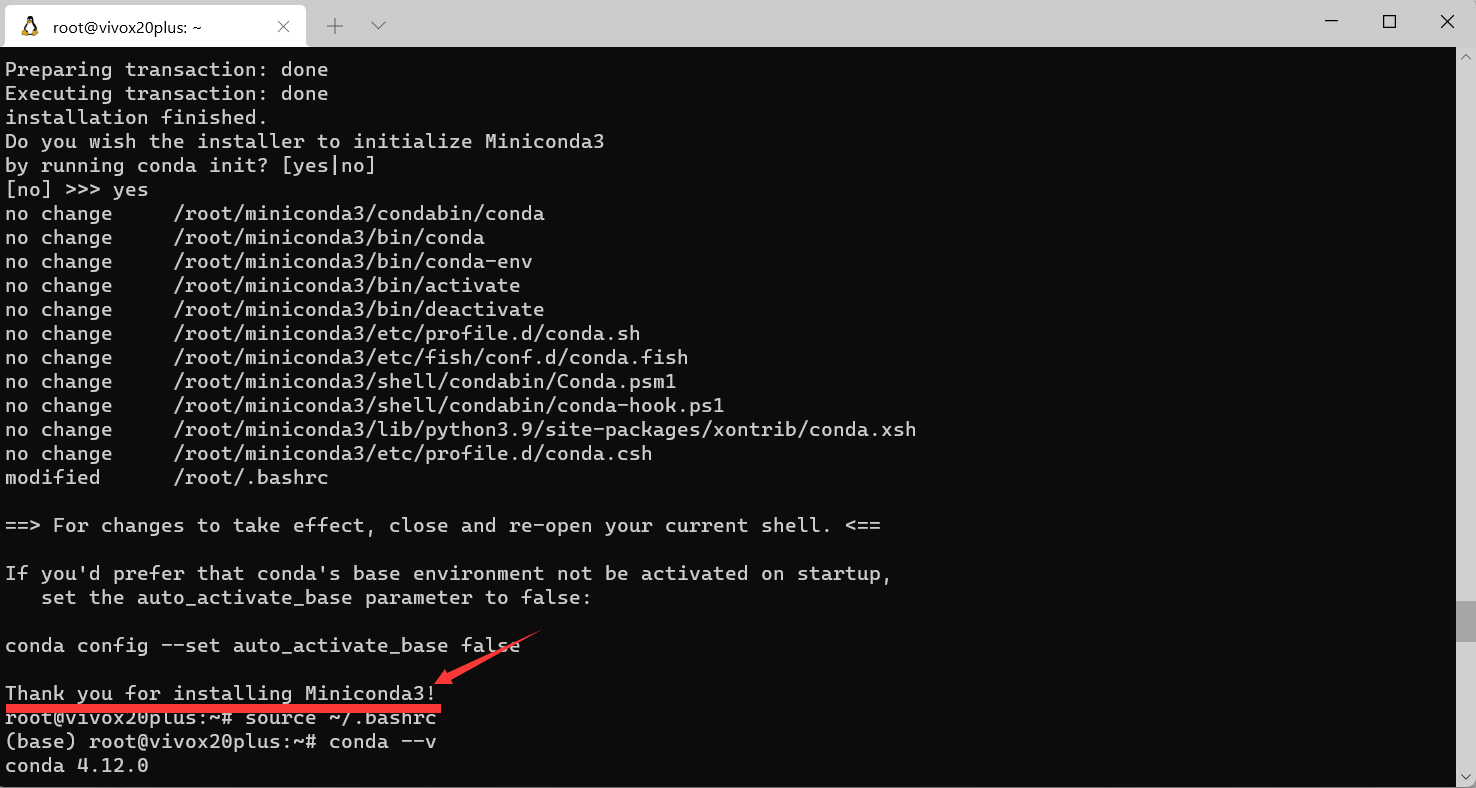 root@vivox20plus: ~
Preparing transaction: done
Executing transaction: done
installation finished.
Do you wish the installer to initialize Miniconda3
by running conda init? [yes|no]
[no] >>> yes
no change     /root/miniconda3/condabin/conda
no change     /root/miniconda3/bin/conda
no change     /root/miniconda3/bin/conda-env
no change     /root/miniconda3/bin/activate
no change     /root/miniconda3/bin/deactivate
no change     /root/miniconda3/etc/profile.d/conda.sh
no change     /root/miniconda3/etc/fish/conf.d/conda.fish
no change     /root/miniconda3/shell/condabin/Conda.psm1
no change     /root/miniconda3/shell/condabin/conda-hook.ps1
no change     /root/miniconda3/lib/python3.9/site-packages/xontrib/conda.xsh
no change     /root/miniconda3/etc/profile.d/conda.csh
modified      /root/.bashrc
==> For changes to take effect, close and re-open your current shell. <==
If you'd prefer that conda's base environment not be activated on startup,
   set the auto_activate_base parameter to false:
conda config --set auto_activate_base false
Thank you for installing Miniconda3!
root@vivox20plus:~# source ~/.bashrc
(base) root@vivox20plus:~# conda --v
conda 4.12.0